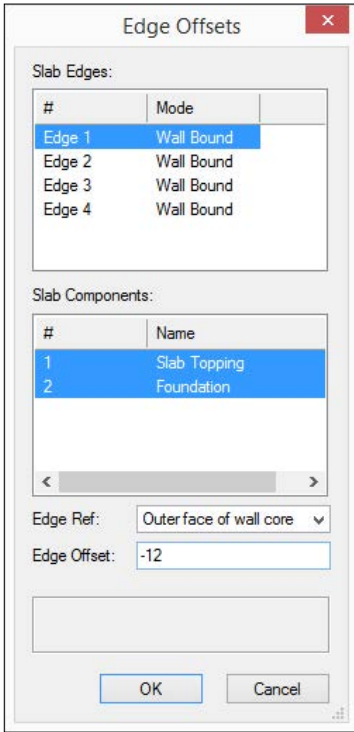 Edge Offsets
Slab Edges:
# Mode
Edge 1 Wall Bound
Edge 2 Wall Bound
Edge 3 Wall Bound
Edge 4 Wall Bound
Slab Components:
# Name
1 Slab Topping
2 Foundation
Edge Ref: Outer face of wall core
Edge Offset: -12
OK Cancel